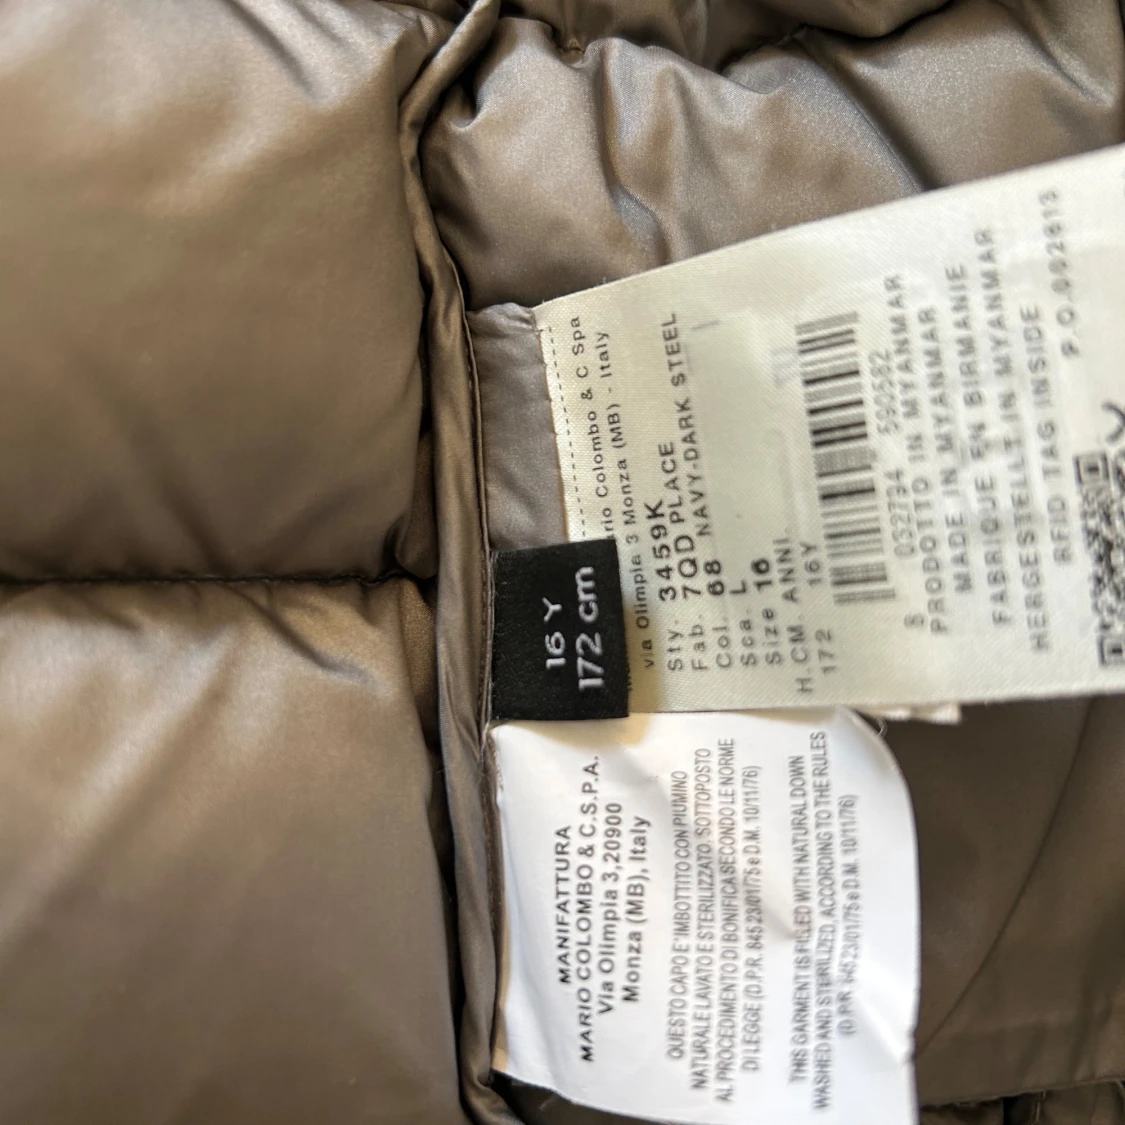 rio Colombo & C Spa
via Olimpia 3 Monza (MB) - Italy
Sty. 3459K
Fab. 7QD PLACE
Col. 68 NAVY-DARK STEEL
Sca. L
Size 16
H.CM. ANNI.
172 16Y
S 032734 590582
PRODOTTO IN MYANMAR
MADE IN MYANMAR
FABRIQUE EN BIRMANIE
HERGESTELLT IN MYANMAR
RFID TAG INSIDE
P.O.092613
16 Y
172 cm
MANIFATTURA
MARIO COLOMBO & C.S.P.A.
Via Olimpia 3,20900
Monza (MB), Italy
QUESTO CAPO E' IMBOTTITO CON PIUMINO
NATURALE LAVATO E STERILIZZATO. SOTTOPOSTO
AL PROCEDIMENTO DI BONIFICA SECONDO LE NORME
DI LEGGE (D.P.R. 845 23/01/75 e D.M. 10/11/76)
THIS GARMENT IS FILLED WITH NATURAL DOWN
WASHED AND STERILIZED, ACCORDING TO THE RULES
(D.P.R. 845 23/01/75 e D.M. 10/11/76)